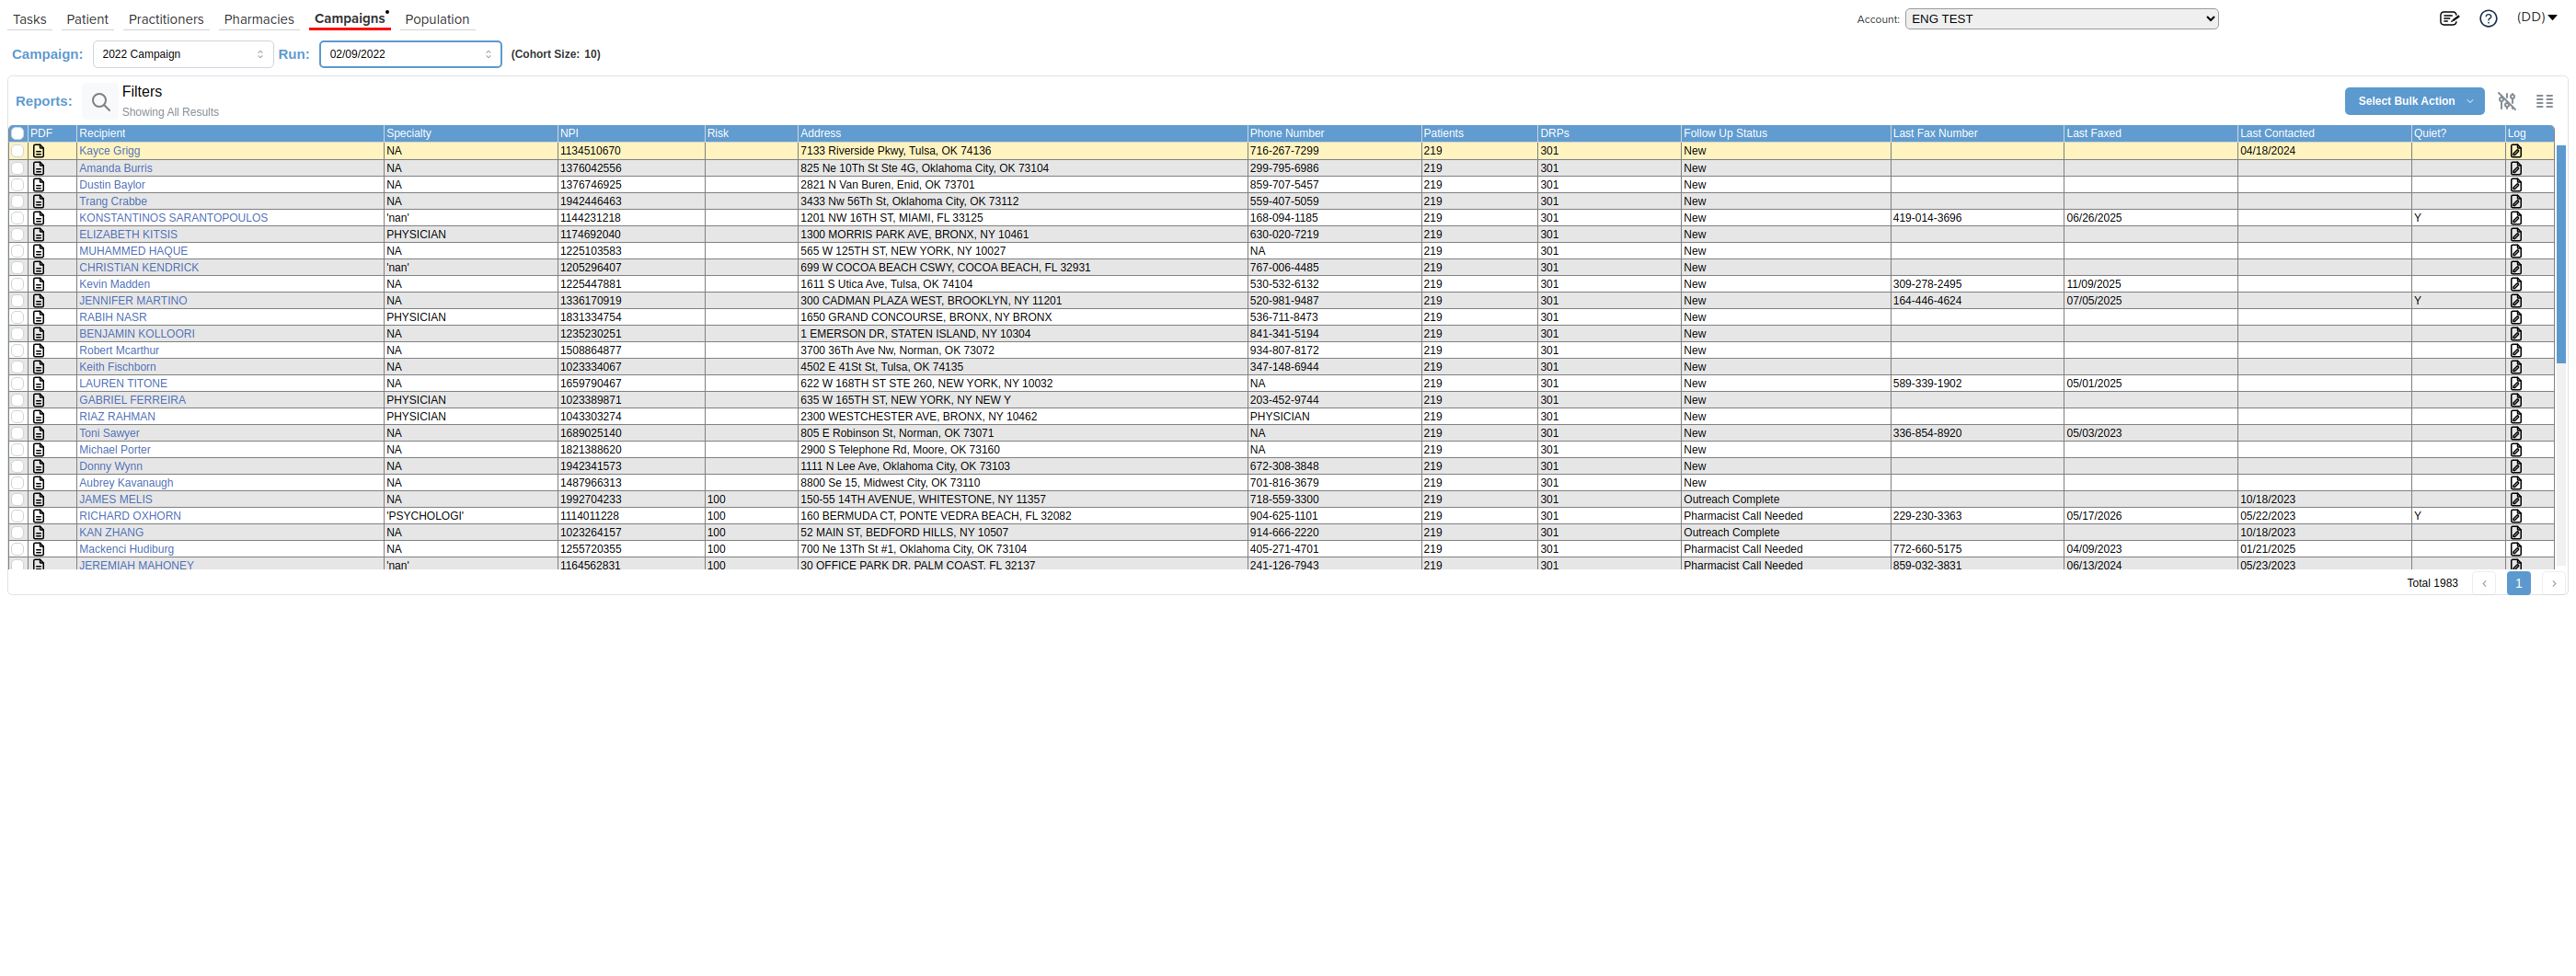 Tasks Patient Practitioners Pharmacies Campaigns Population Account: ENG TEST (DD)
Campaign: 2022 Campaign Run: 02/09/2022 (Cohort Size: 10)
Reports: Filters
Showing All Results
Select Bulk Action
PDF Recipient Specialty NPI Risk Address Phone Number Patients DRPs Follow Up Status Last Fax Number Last Faxed Last Contacted Quiet? Log
Kayce Grigg NA 1134510670 7133 Riverside Pkwy, Tulsa, OK 74136 716-267-7299 219 301 New 04/18/2024
Amanda Burris NA 1376042556 825 Ne 10Th St Ste 4G, Oklahoma City, OK 73104 299-795-6986 219 301 New
Dustin Baylor NA 1376746925 2821 N Van Buren, Enid, OK 73701 859-707-5457 219 301 New
Trang Crabbe NA 1942446463 3433 Nw 56Th St, Oklahoma City, OK 73112 559-407-5059 219 301 New
KONSTANTINOS SARANTOPOULOS 'nan' 1144231218 1201 NW 16TH ST, MIAMI, FL 33125 168-094-1185 219 301 New 419-014-3696 06/26/2025 Y
ELIZABETH KITSIS PHYSICIAN 1174692040 1300 MORRIS PARK AVE, BRONX, NY 10461 630-020-7219 219 301 New
MUHAMMED HAQUE NA 1225103583 565 W 125TH ST, NEW YORK, NY 10027 NA 219 301 New
CHRISTIAN KENDRICK 'nan' 1205296407 699 W COCOA BEACH CSWY, COCOA BEACH, FL 32931 767-006-4485 219 301 New
Kevin Madden NA 1225447881 1611 S Utica Ave, Tulsa, OK 74104 530-532-6132 219 301 New 309-278-2495 11/09/2025
JENNIFER MARTINO NA 1336170919 300 CADMAN PLAZA WEST, BROOKLYN, NY 11201 520-981-9487 219 301 New 164-446-4624 07/05/2025 Y
RABIH NASR PHYSICIAN 1831334754 1650 GRAND CONCOURSE, BRONX, NY BRONX 536-711-8473 219 301 New
BENJAMIN KOLLOORI NA 1235230251 1 EMERSON DR, STATEN ISLAND, NY 10304 841-341-5194 219 301 New
Robert Mcarthur NA 1508864877 3700 36Th Ave Nw, Norman, OK 73072 934-807-8172 219 301 New
Keith Fischborn NA 1023334067 4502 E 41St St, Tulsa, OK 74135 347-148-6944 219 301 New
LAUREN TITONE NA 1659790467 622 W 168TH ST STE 260, NEW YORK, NY 10032 NA 219 301 New 589-339-1902 05/01/2025
GABRIEL FERREIRA PHYSICIAN 1023389871 635 W 165TH ST, NEW YORK, NY NEW Y 203-452-9744 219 301 New
RIAZ RAHMAN PHYSICIAN 1043303274 2300 WESTCHESTER AVE, BRONX, NY 10462 PHYSICIAN 219 301 New
Toni Sawyer NA 1689025140 805 E Robinson St, Norman, OK 73071 NA 219 301 New 336-854-8920 05/03/2023
Michael Porter NA 1821388620 2900 S Telephone Rd, Moore, OK 73160 NA 219 301 New
Donny Wynn NA 1942341573 1111 N Lee Ave, Oklahoma City, OK 73103 672-308-3848 219 301 New
Aubrey Kavanaugh NA 1487966313 8800 Se 15, Midwest City, OK 73110 701-816-3679 219 301 New
JAMES MELIS NA 1992704233 100 150-55 14TH AVENUE, WHITESTONE, NY 11357 718-559-3300 219 301 Outreach Complete 10/18/2023
RICHARD OXHORN 'PSYCHOLOGI' 1114011228 100 160 BERMUDA CT, PONTE VEDRA BEACH, FL 32082 904-625-1101 219 301 Pharmacist Call Needed 229-230-3363 05/17/2026 05/22/2023 Y
KAN ZHANG NA 1023264157 100 52 MAIN ST, BEDFORD HILLS, NY 10507 914-666-2220 219 301 Outreach Complete 10/18/2023
Mackenci Hudiburg NA 1255720355 100 700 Ne 13Th St #1, Oklahoma City, OK 73104 405-271-4701 219 301 Pharmacist Call Needed 772-660-5175 04/09/2023 01/21/2025
JEREMIAH MAHONEY 'nan' 1164562831 100 30 OFFICE PARK DR, PALM COAST, FL 32137 241-126-7943 219 301 Pharmacist Call Needed 859-032-3831 06/13/2024 05/23/2023
Total 1983 1